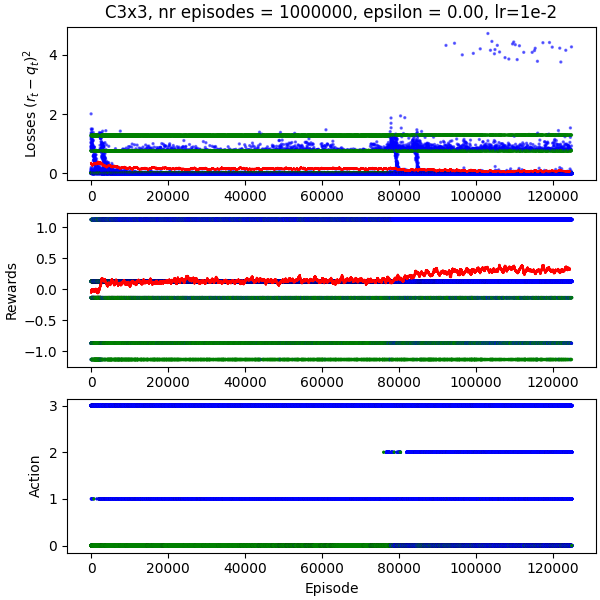 C3x3, nr episodes = 1000000, epsilon = 0.00, lr=1e-2
Losses $(r_t - q_t)^2$
4
2
0
0 20000 40000 60000 80000 100000 120000
Rewards
1.0
0.5
0.0
−0.5
−1.0
0 20000 40000 60000 80000 100000 120000
Action
3
2
1
0
0 20000 40000 60000 80000 100000 120000
Episode